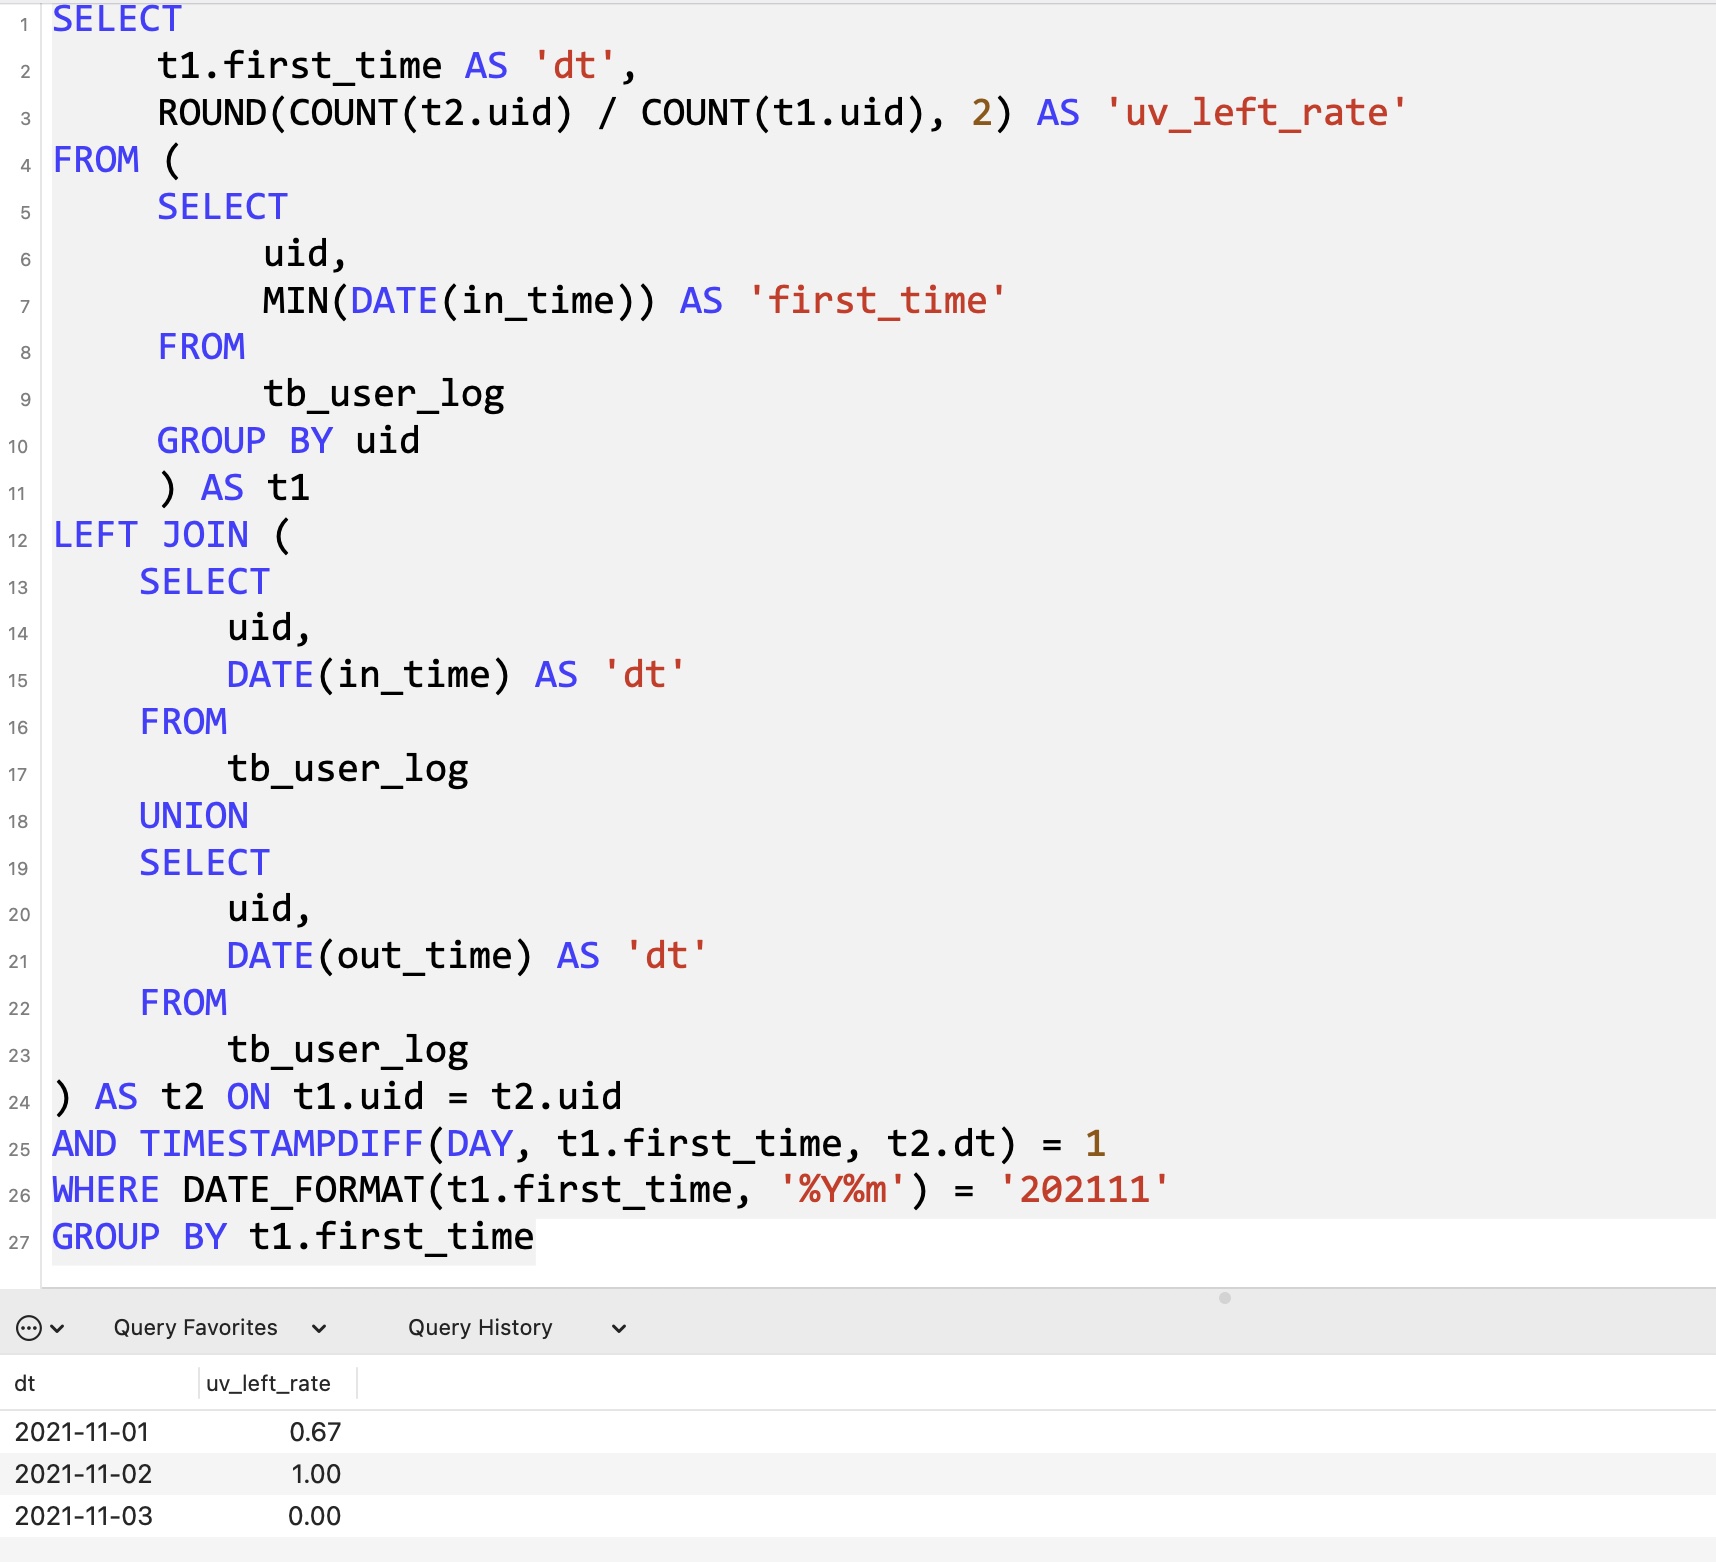 1 SELECT
2 t1.first_time AS 'dt',
3 ROUND(COUNT(t2.uid) / COUNT(t1.uid), 2) AS 'uv_left_rate'
4 FROM (
5 SELECT
6 uid,
7 MIN(DATE(in_time)) AS 'first_time'
8 FROM
9 tb_user_log
10 GROUP BY uid
11 ) AS t1
12 LEFT JOIN (
13 SELECT
14 uid,
15 DATE(in_time) AS 'dt'
16 FROM
17 tb_user_log
18 UNION
19 SELECT
20 uid,
21 DATE(out_time) AS 'dt'
22 FROM
23 tb_user_log
24 ) AS t2 ON t1.uid = t2.uid
25 AND TIMESTAMPDIFF(DAY, t1.first_time, t2.dt) = 1
26 WHERE DATE_FORMAT(t1.first_time, '%Y%m') = '202111'
27 GROUP BY t1.first_time
Query Favorites Query History
dt uv_left_rate
2021-11-01 0.67
2021-11-02 1.00
2021-11-03 0.00